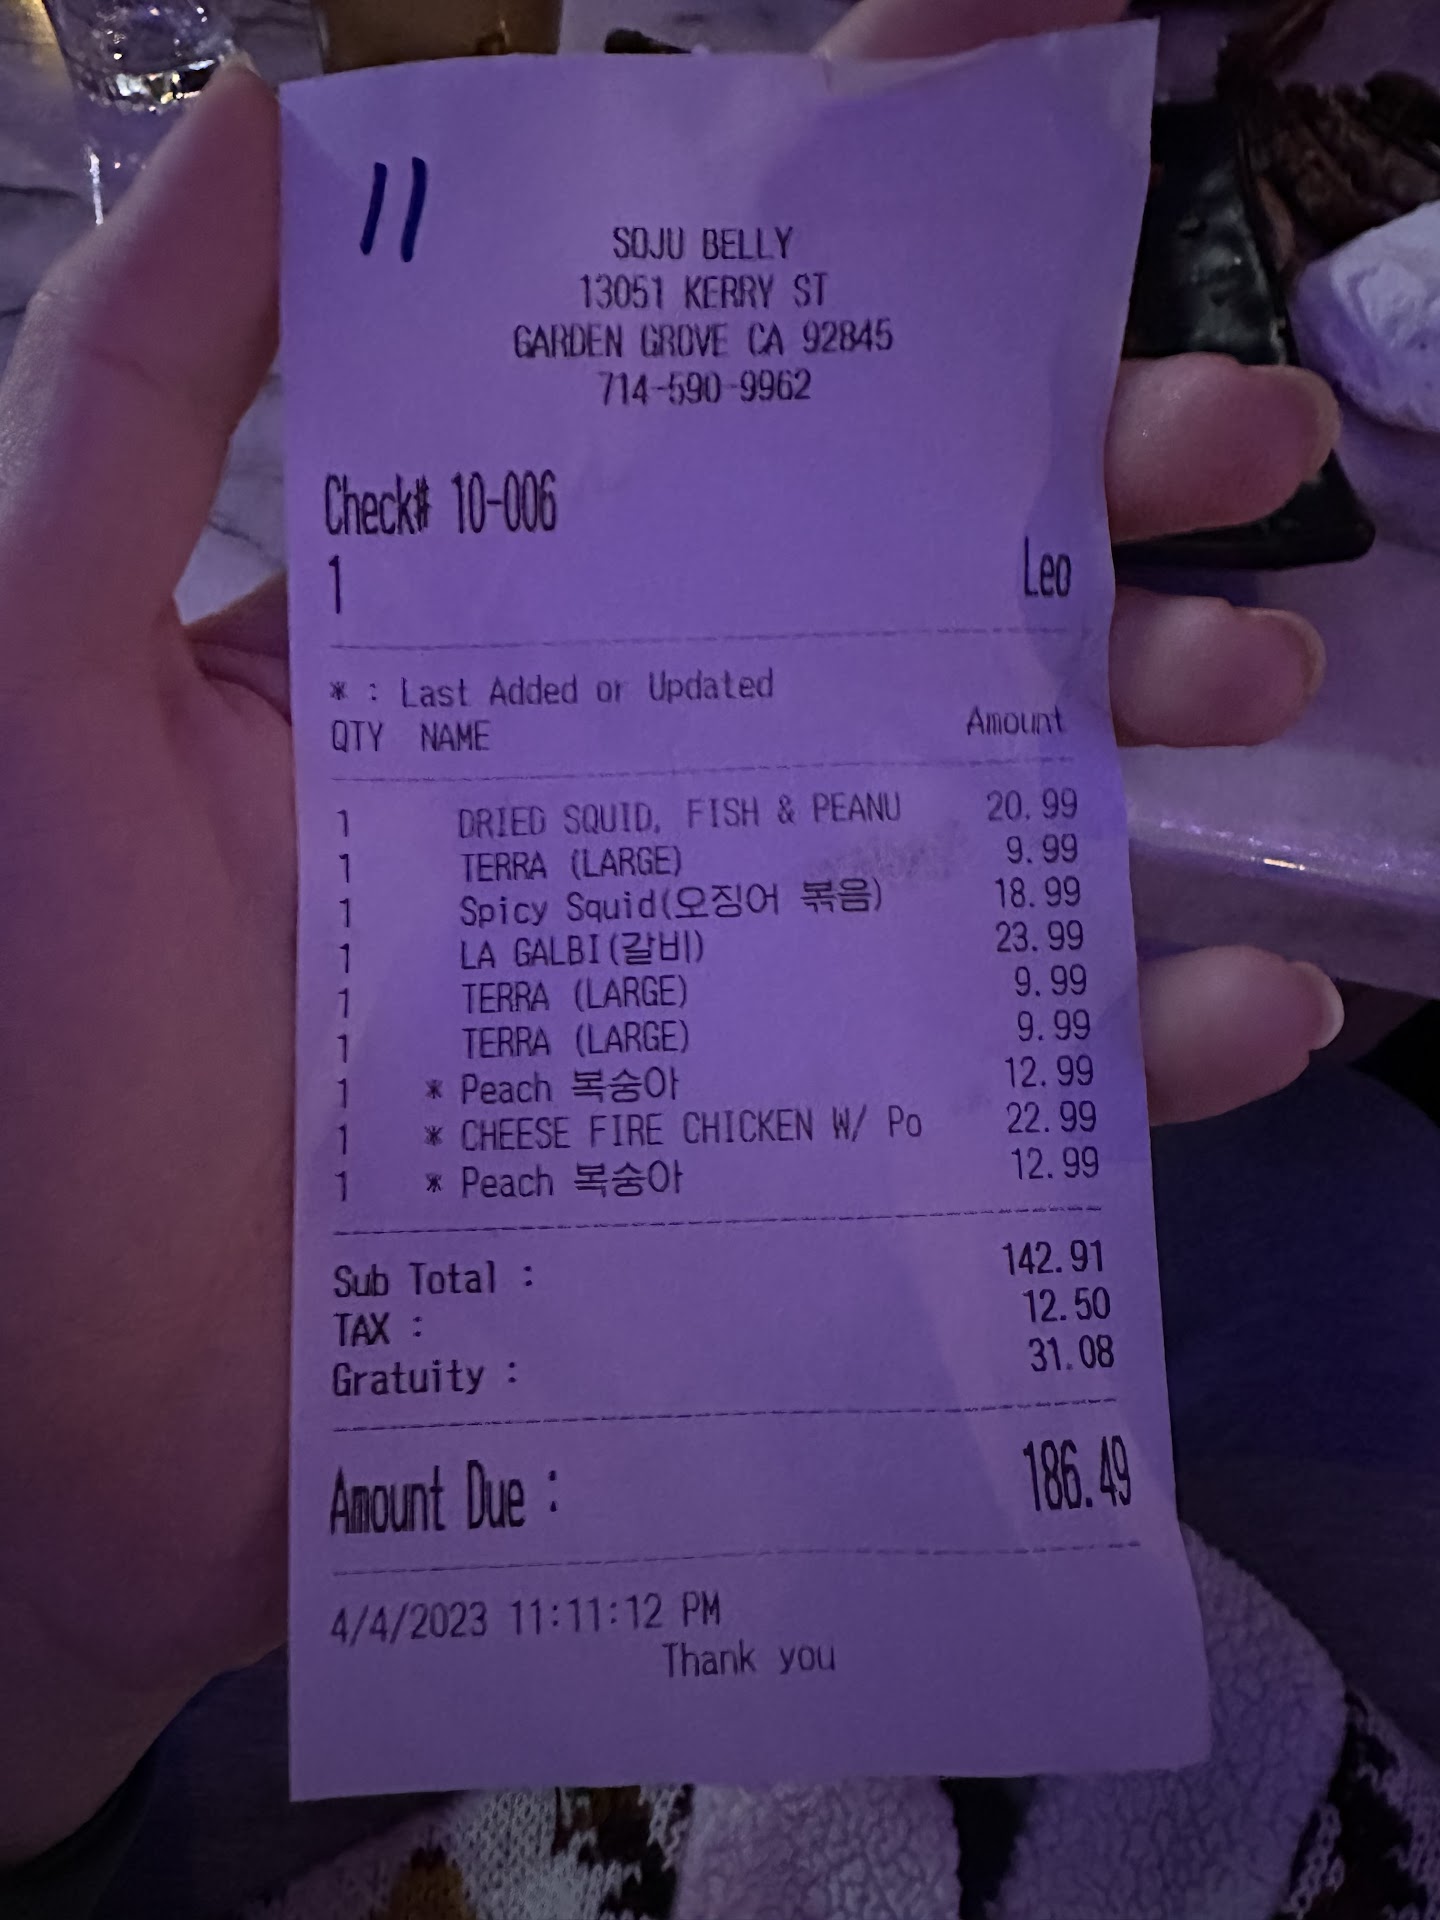 11
SOJU BELLY
13051 KERRY ST
GARDEN GROVE CA 92845
714-590-9962
Check# 10-006
1 Leo
* : Last Added or Updated
QTY NAME Amount
1 DRIED SQUID, FISH & PEANU 20.99
1 TERRA (LARGE) 9.99
1 Spicy Squid(오징어 볶음) 18.99
1 LA GALBI(갈비) 23.99
1 TERRA (LARGE) 9.99
1 TERRA (LARGE) 9.99
1 * Peach 복숭아 12.99
1 * CHEESE FIRE CHICKEN W/ Po 22.99
1 * Peach 복숭아 12.99
Sub Total : 142.91
TAX : 12.50
Gratuity : 31.08
Amount Due : 186.49
4/4/2023 11:11:12 PM
Thank you